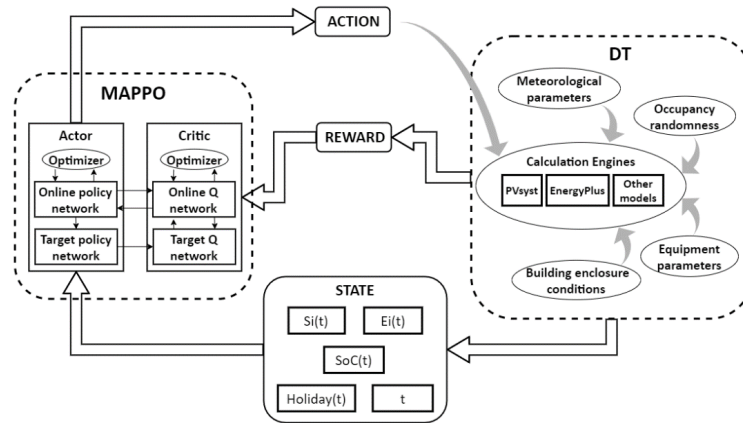 ACTION
DT
MAPPO
Meteorological
parameters
Occupancy
randomness
Actor
Critic
REWARD
Optimizer
Optimizer
Calculation Engines
Online policy
network
Online Q
network
PVsyst
EnergyPlus
Other
models
Target policy
network
Target Q
network
Equipment
parameters
Building enclosure
conditions
STATE
Si(t)
Ei(t)
SoC(t)
Holiday(t)
t